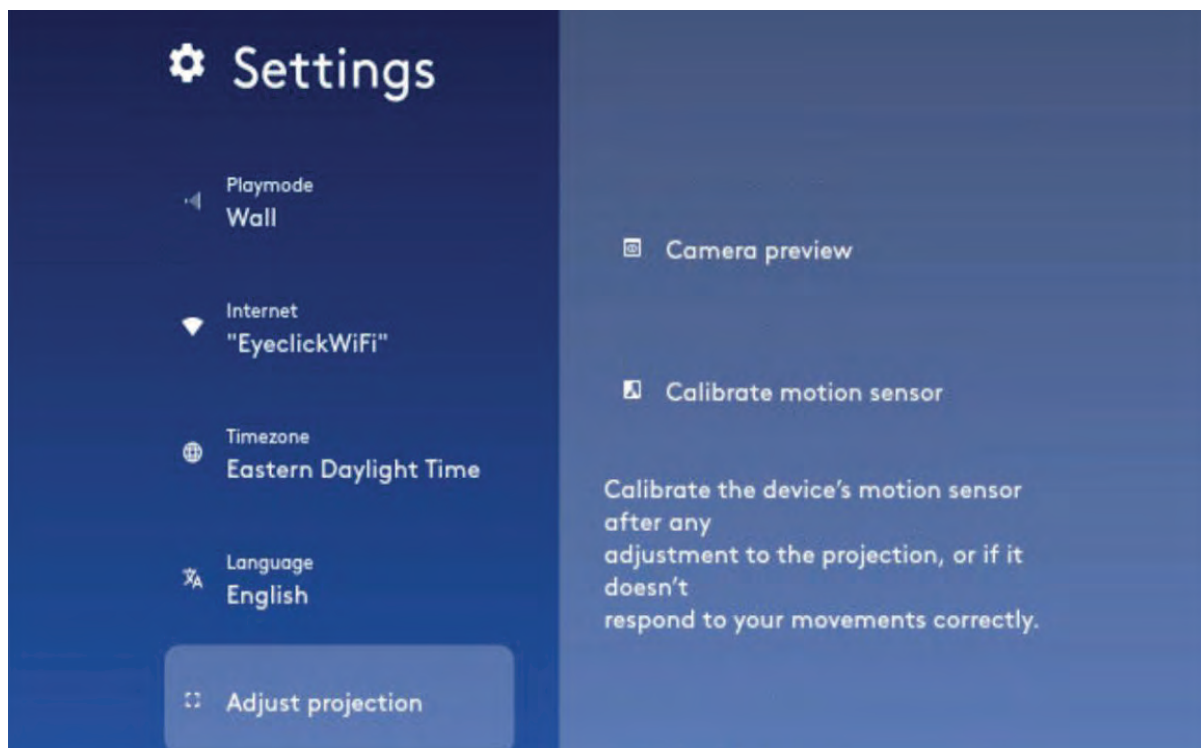 Settings
Playmode
Wall
Internet
"EyeclickWiFi"
Timezone
Eastern Daylight Time
Language
English
Adjust projection
Camera preview
Calibrate motion sensor
Calibrate the device’s motion sensor
after any
adjustment to the projection, or if it
doesn’t
respond to your movements correctly.